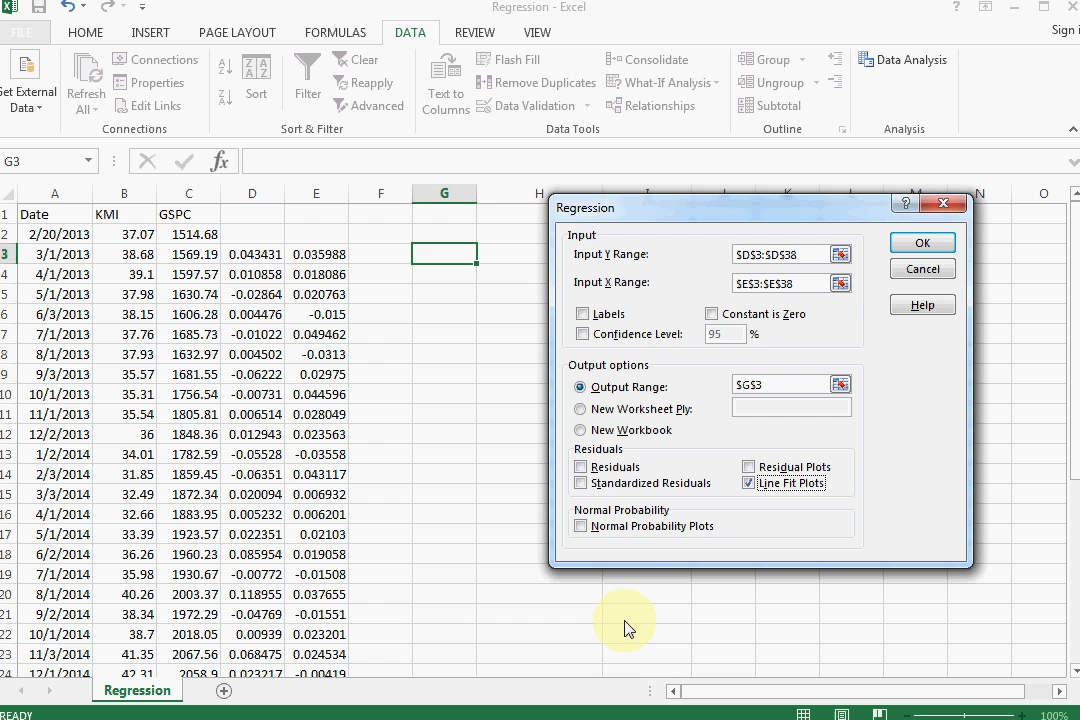 Regression - Excel
FILE HOME INSERT PAGE LAYOUT FORMULAS DATA REVIEW VIEW Sign
Get External Data
Refresh All
Connections
Properties
Edit Links
Connections
Sort
Filter
Clear
Reapply
Advanced
Sort & Filter
Text to Columns
Flash Fill
Remove Duplicates
Data Validation
Consolidate
What-If Analysis
Relationships
Data Tools
Group
Ungroup
Subtotal
Outline
Data Analysis
Analysis
G3 fx
A B C D E F G H N O
1 Date KMI GSPC
2 2/20/2013 37.07 1514.68
3 3/1/2013 38.68 1569.19 0.043431 0.035988
4 4/1/2013 39.1 1597.57 0.010858 0.018086
5 5/1/2013 37.98 1630.74 -0.02864 0.020763
6 6/3/2013 38.15 1606.28 0.004476 -0.015
7 7/1/2013 37.76 1685.73 -0.01022 0.049462
8 8/1/2013 37.93 1632.97 0.004502 -0.0313
9 9/3/2013 35.57 1681.55 -0.06222 0.02975
10 10/1/2013 35.31 1756.54 -0.00731 0.044596
11 11/1/2013 35.54 1805.81 0.006514 0.028049
12 12/2/2013 36 1848.36 0.012943 0.023563
13 1/2/2014 34.01 1782.59 -0.05528 -0.03558
14 2/3/2014 31.85 1859.45 -0.06351 0.043117
15 3/3/2014 32.49 1872.34 0.020094 0.006932
16 4/1/2014 32.66 1883.95 0.005232 0.006201
17 5/1/2014 33.39 1923.57 0.022351 0.02103
18 6/2/2014 36.26 1960.23 0.085954 0.019058
19 7/1/2014 35.98 1930.67 -0.00772 -0.01508
20 8/1/2014 40.26 2003.37 0.118955 0.037655
21 9/2/2014 38.34 1972.29 -0.04769 -0.01551
22 10/1/2014 38.7 2018.05 0.00939 0.023201
23 11/3/2014 41.35 2067.56 0.068475 0.024534
24 12/1/2014 42.31 2058.9 0.023217 -0.00419
Regression
Input
Input Y Range: $D$3:$D$38
Input X Range: $E$3:$E$38
Labels Constant is Zero
Confidence Level: 95 %
OK
Cancel
Help
Output options
Output Range: $G$3
New Worksheet Ply:
New Workbook
Residuals
Residuals Residual Plots
Standardized Residuals Line Fit Plots
Normal Probability
Normal Probability Plots
Regression
READY 100%